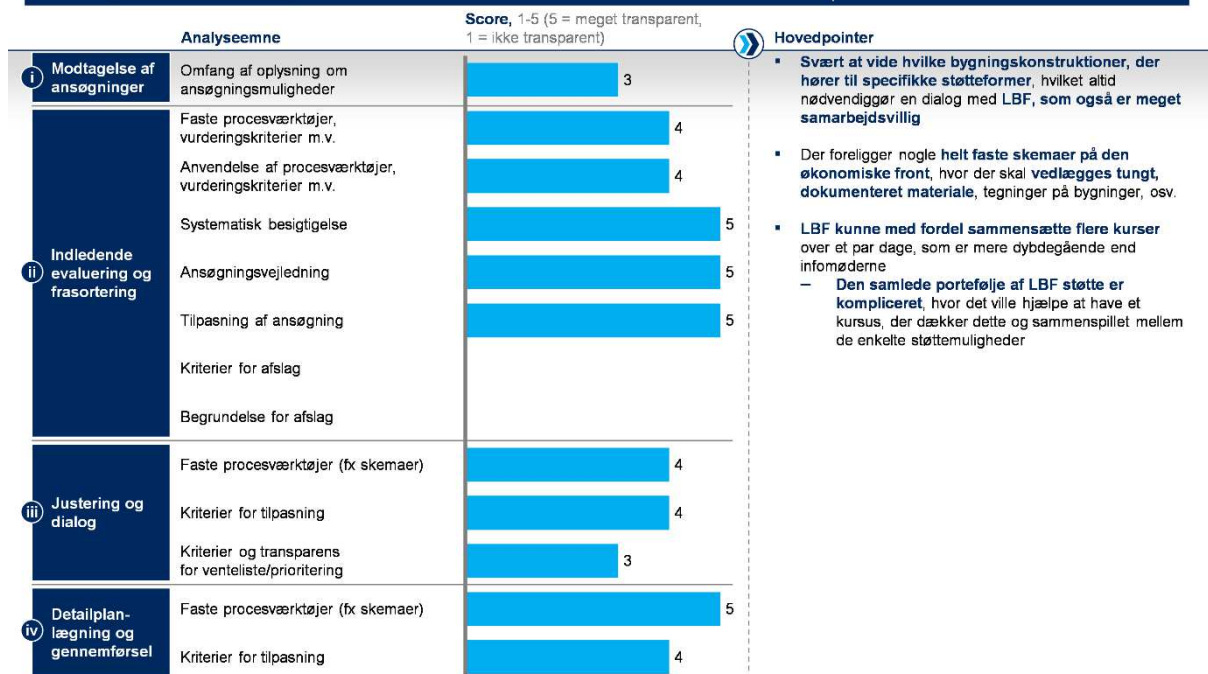 Score, 1-5 (5 = meget transparent,
Analyseemne
1 = ikke transparent)
Hovedpointer
i
Modtagelse af
ansøgninger
Omfang af oplysning om
ansøgningsmuligheder
3
ii
Indledende
evaluering og
frasortering
Faste procesværktøjer,
vurderingskriterier m.v.
4
Anvendelse af procesværktøjer,
vurderingskriterier m.v.
4
Systematisk besigtigelse
5
Ansøgningsvejledning
5
Tilpasning af ansøgning
5
Kriterier for afslag
Begrundelse for afslag
iii
Justering og
dialog
Faste procesværktøjer (fx skemaer)
4
Kriterier for tilpasning
4
Kriterier og transparens
for venteliste/prioritering
3
iv
Detailplan-
lægning og
gennemførsel
Faste procesværktøjer (fx skemaer)
5
Kriterier for tilpasning
4
▪ Svært at vide hvilke bygningskonstruktioner, der
hører til specifikke støtteformer, hvilket altid
nødvendiggør en dialog med LBF, som også er meget
samarbejdsvillig
▪ Der foreligger nogle helt faste skemaer på den
økonomiske front, hvor der skal vedlægges tungt,
dokumenteret materiale, tegninger på bygninger, osv.
▪ LBF kunne med fordel sammensætte flere kurser
over et par dage, som er mere dybdegående end
infomøderne
– Den samlede portefølje af LBF støtte er
kompliceret, hvor det ville hjælpe at have et
kursus, der dækker dette og sammenspillet mellem
de enkelte støttemuligheder